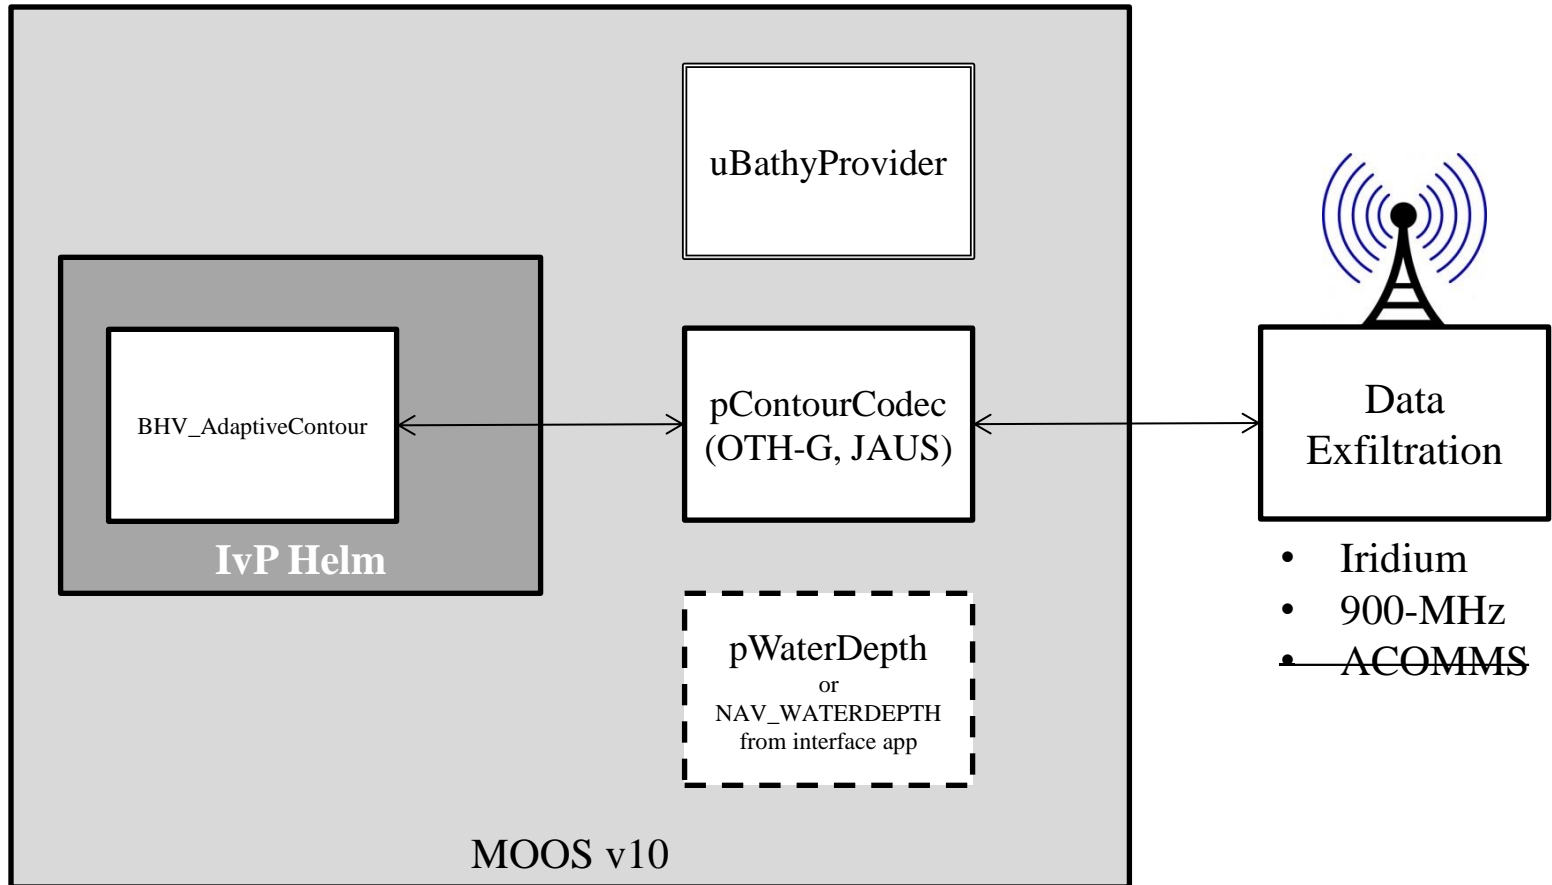 uBathyProvider
BHV_AdaptiveContour
IvP Helm
pContourCodec
(OTH-G, JAUS)
pWaterDepth
or
NAV_WATERDEPTH
from interface app
MOOS v10
Data
Exfiltration
• Iridium
• 900-MHz
• ACOMMS